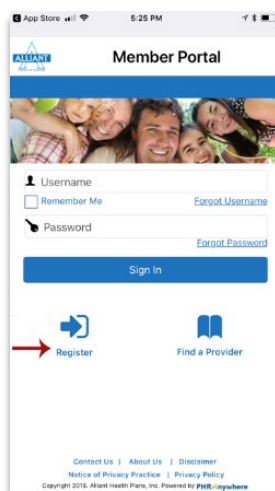 App Store 5:25 PM
ALLIANT
Member Portal
Username
Remember Me Forgot Username
Password
Forgot Password
Sign In
Register Find a Provider
Contact Us | About Us | Disclaimer
Notice of Privacy Practice | Privacy Policy
Copyright 2018. Alliant Health Plans, Inc. Powered by PHRAnywhere